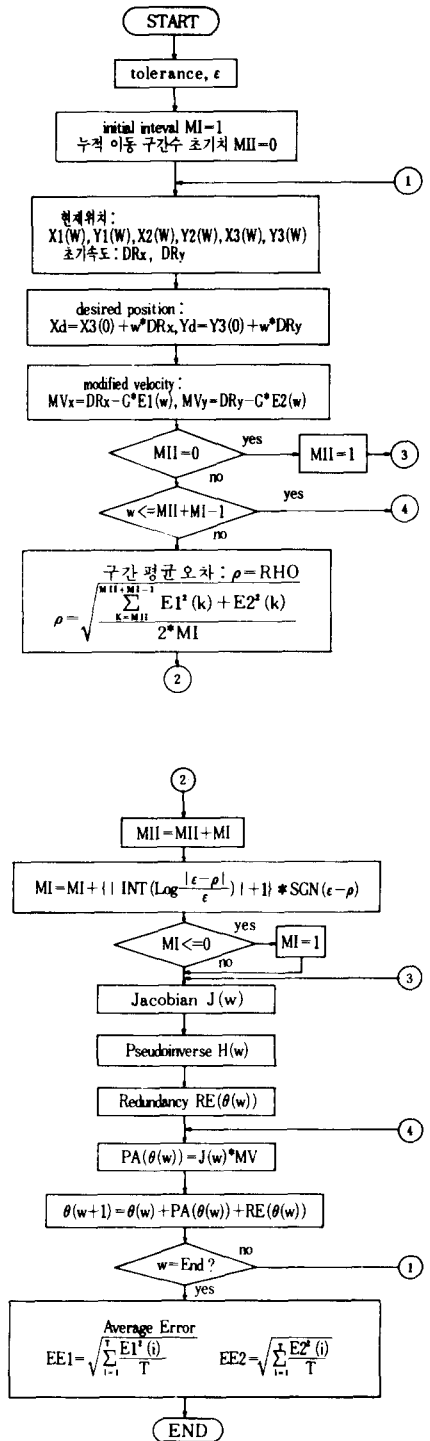 START
tolerance, ε
initial inteval MI=1
누적 이동 구간수 초기치 MII=0
1
현재위치:
X1(W), Y1(W), X2(W), Y2(W), X3(W), Y3(W)
초기속도: DRx, DRy
desired position:
Xd=X3(0)+w*DRx, Yd=Y3(0)+w*DRy
modified velocity:
MVx=DRx-G*E1(w), MVy=DRy-G*E2(w)
MII=0
yes
MII=1
3
no
w<=MII+MI-1
yes
4
no
구간 평균 오차: ρ=RHO
ρ=√(Σ_{K=MII}^{MII+MI-1} E1²(k)+E2²(k) / 2*MI)
2
2
MII=MII+MI
MI=MI+{|INT(Log |ε-ρ|/ε)|+1}*SGN(ε-ρ)
MI<=0
yes
MI=1
no
3
Jacobian J(w)
Pseudoinverse H(w)
Redundancy RE(θ(w))
4
PA(θ(w))=J(w)*MV
θ(w+1)=θ(w)+PA(θ(w))+RE(θ(w))
w=End?
no
1
yes
Average Error
EE1=√(Σ_{i=1}^{T} E1²(i)/T) EE2=√(Σ_{i=1}^{T} E2²(i)/T)
END